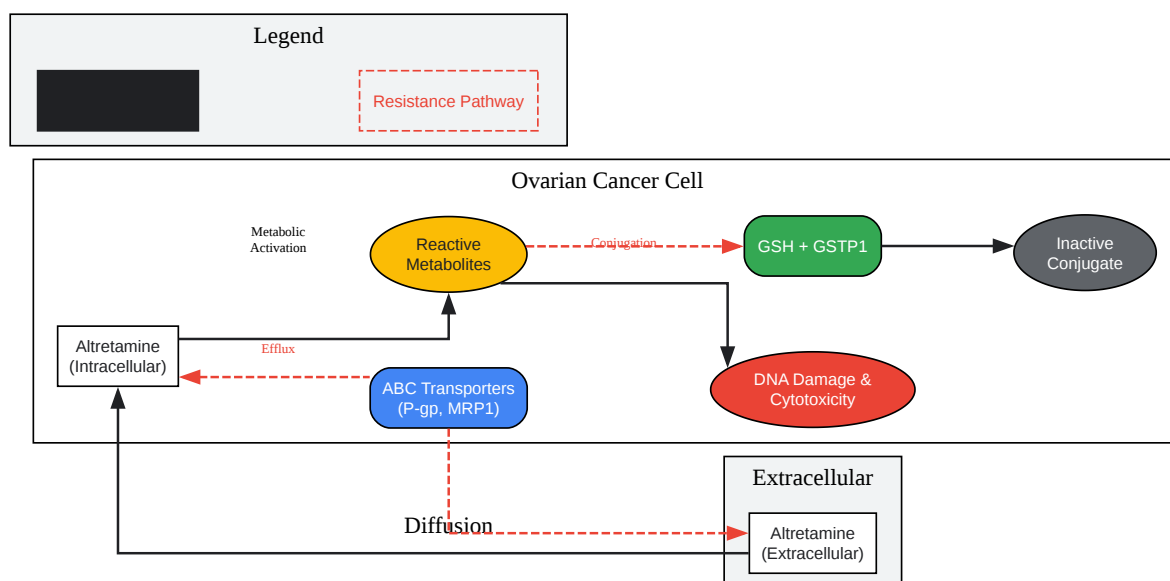 Legend
Resistance Pathway
Ovarian Cancer Cell
Metabolic
Activation
Reactive
Metabolites
Conjugation
GSH + GSTP1
Inactive
Conjugate
Altretamine
(Intracellular)
Efflux
ABC Transporters
(P-gp, MRP1)
DNA Damage &
Cytotoxicity
Extracellular
Diffusion
Altretamine
(Extracellular)